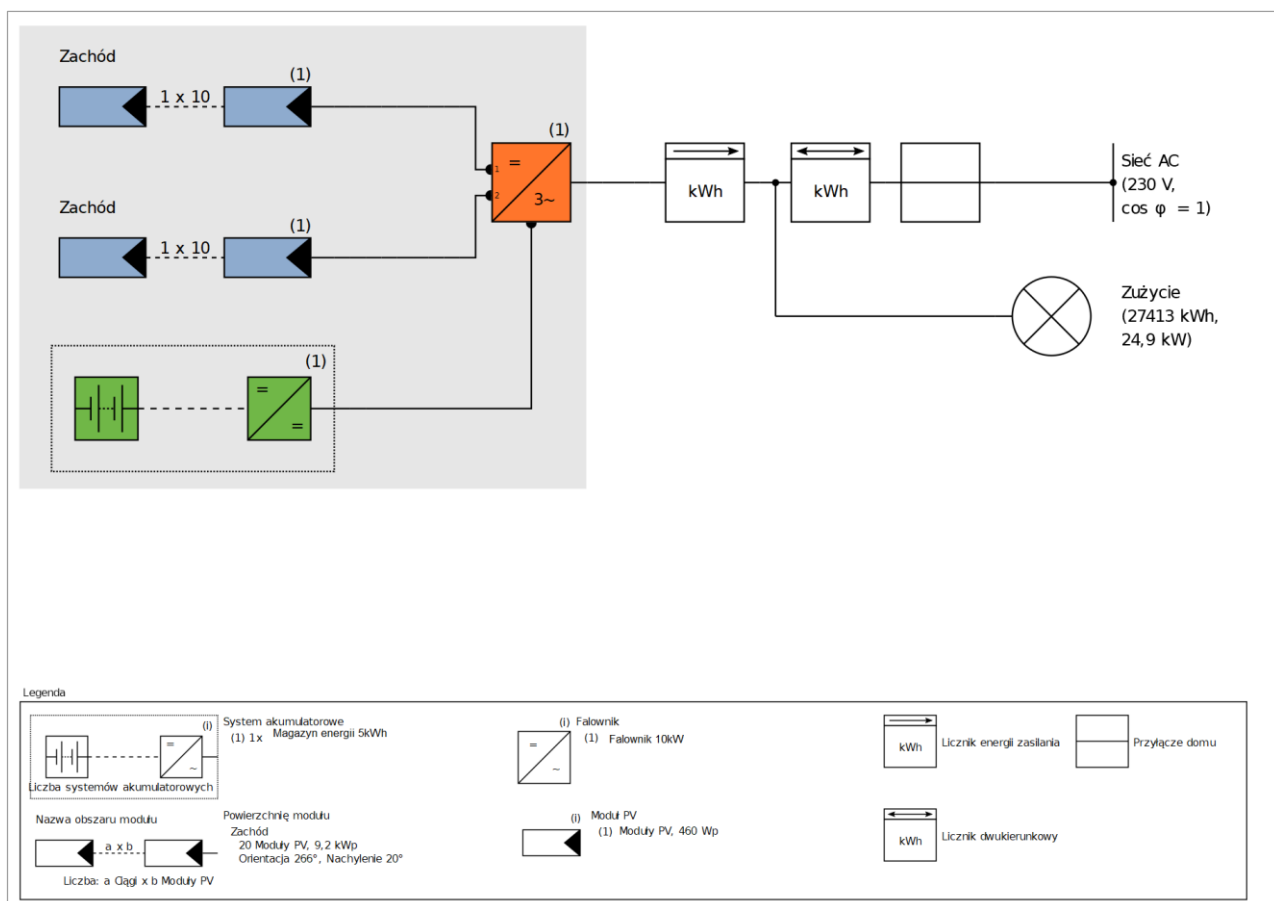 Zachód
(1)
1 x 10
(1)
=
3~
1
2
kWh
kWh
Sieć AC
(230 V,
cos φ = 1)
Zachód
(1)
1 x 10
Zużycie
(27413 kWh,
24,9 kW)
(1)
=
=
Legenda
(i)
=
~
Liczba systemów akumulatorowych
System akumulatorowe
(1) 1x Magazyn energii 5kWh
(i) Falownik
(1) Falownik 10kW
=
~
kWh
Licznik energii zasilania
Przyłącze domu
Nazwa obszaru modułu
a x b
Liczba: a Ciągi x b Moduły PV
Powierzchnię modułu
Zachód
20 Moduły PV, 9,2 kWp
Orientacja 266°, Nachylenie 20°
(i) Moduł PV
(1) Moduły PV, 460 Wp
kWh
Licznik dwukierunkowy